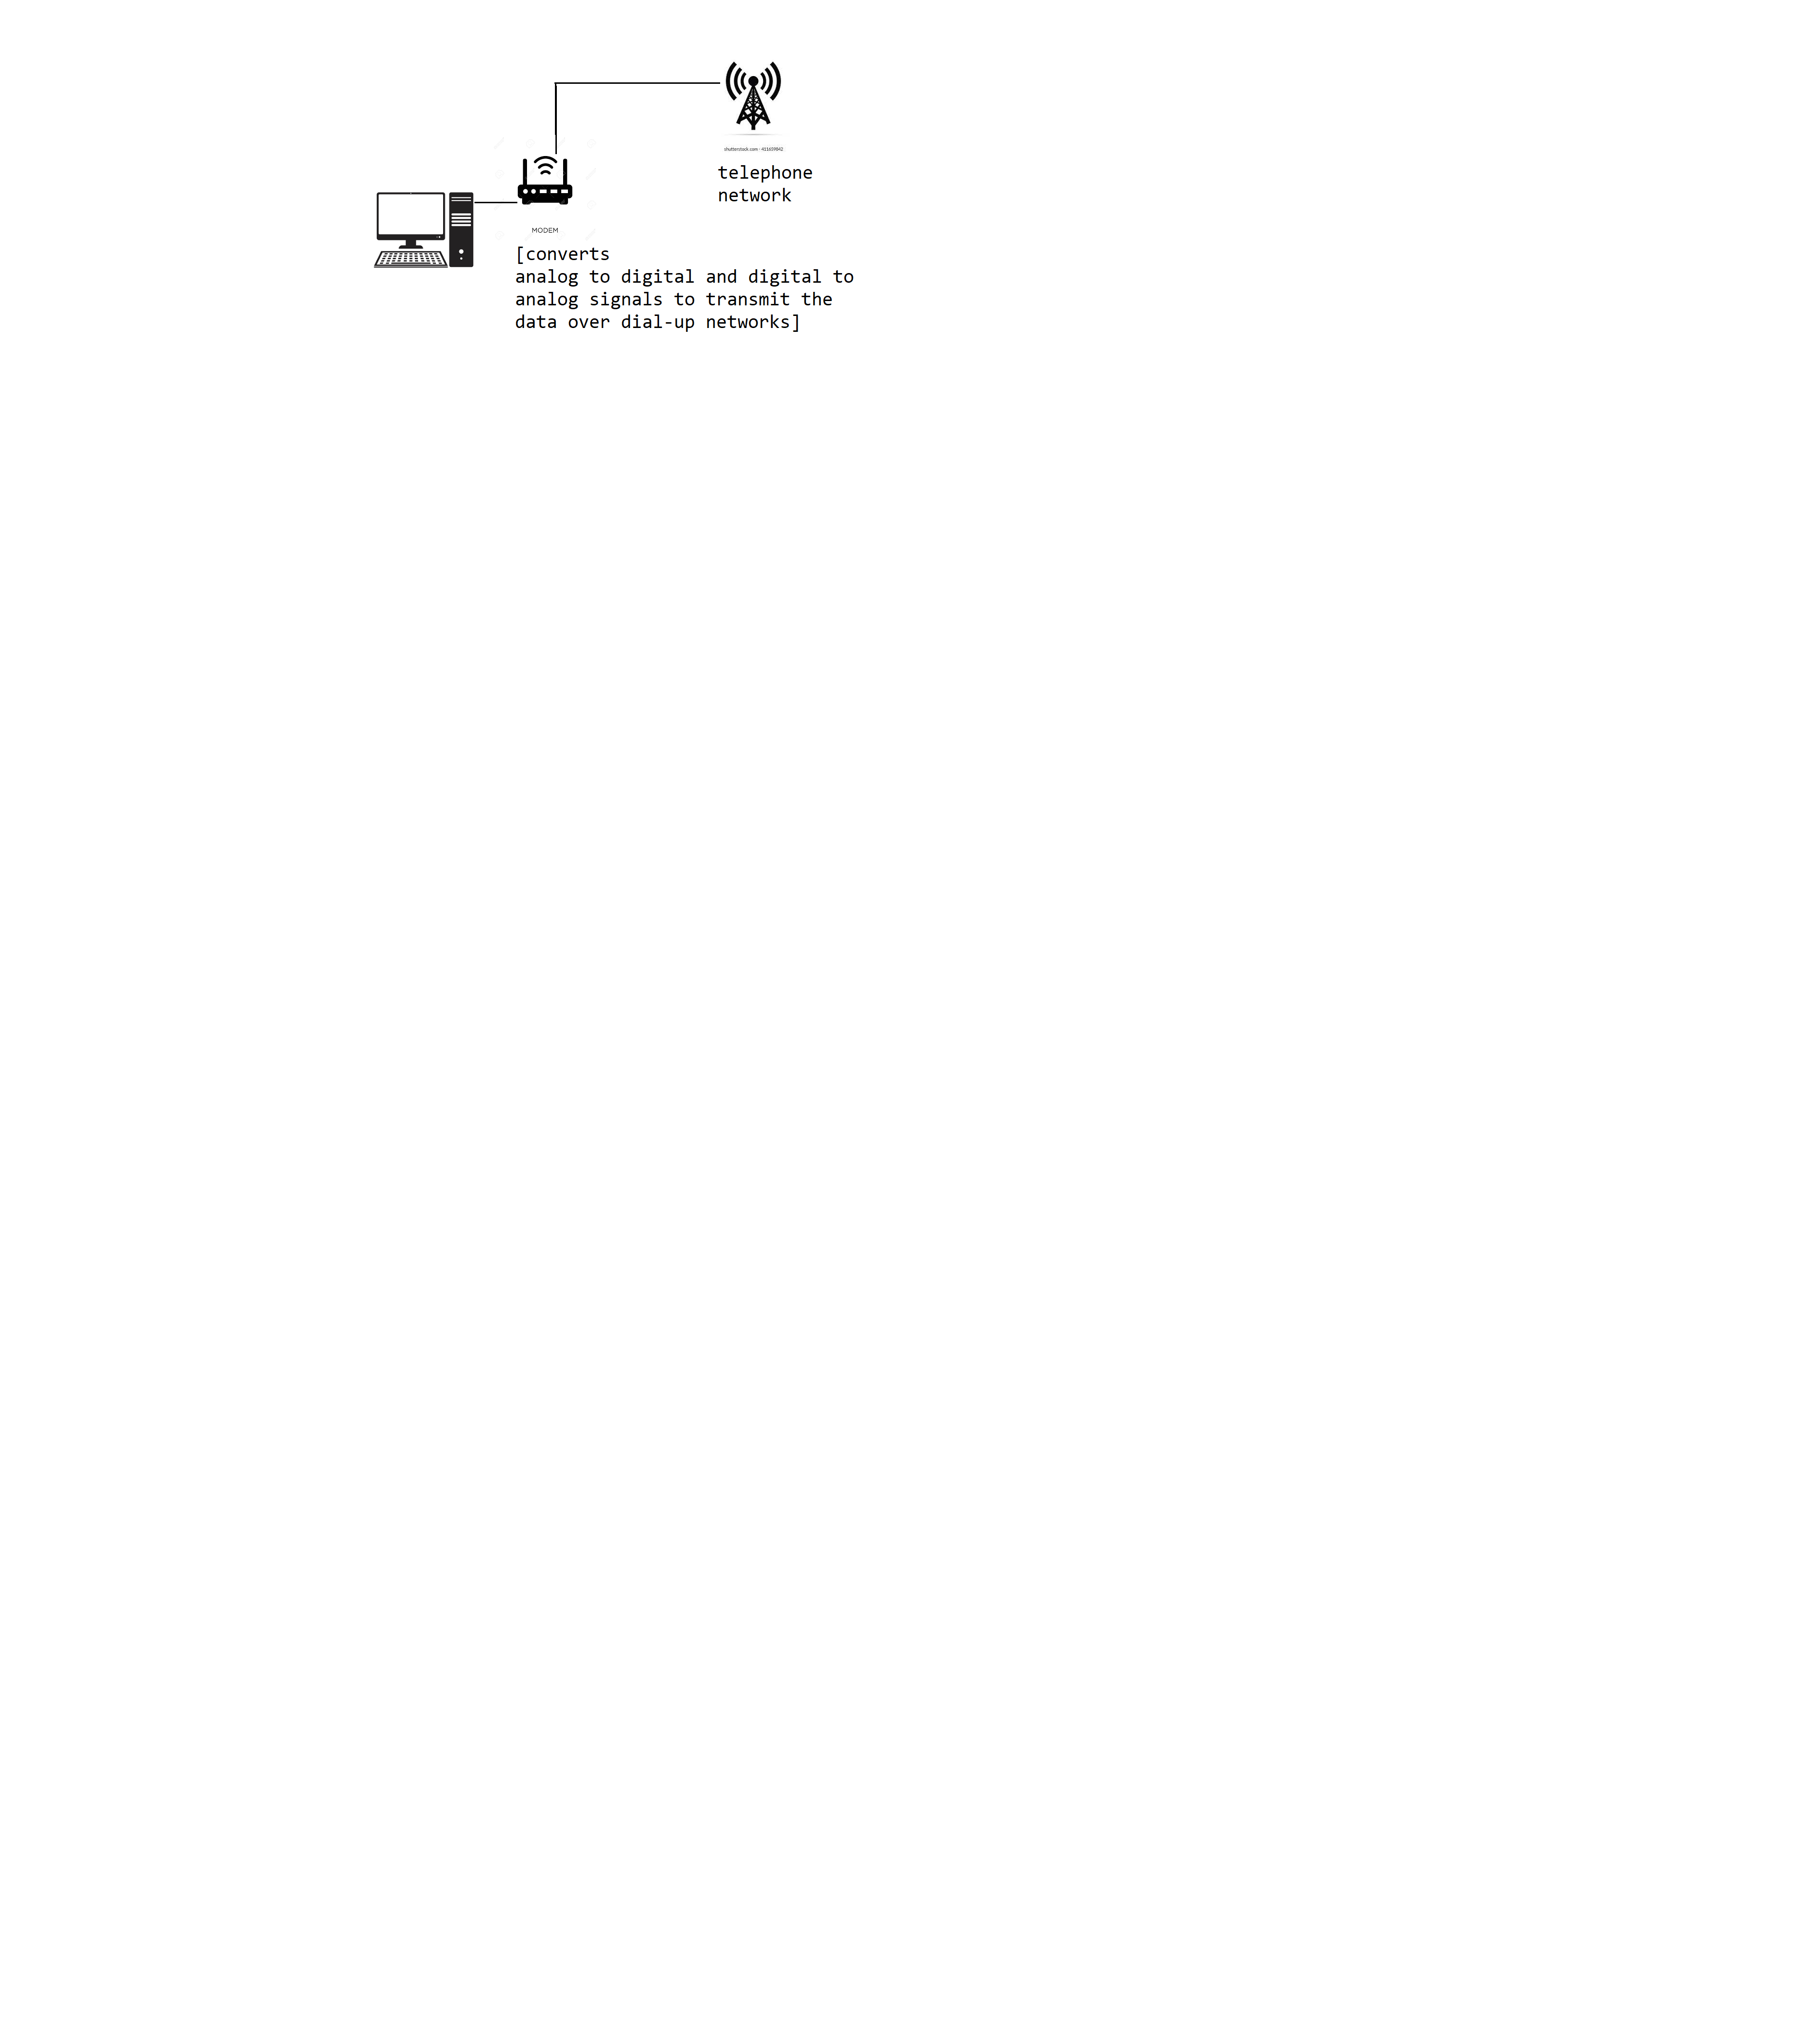 shutterstock.com · 411659842
telephone
network
MODEM
[converts
analog to digital and digital to
analog signals to transmit the
data over dial-up networks]